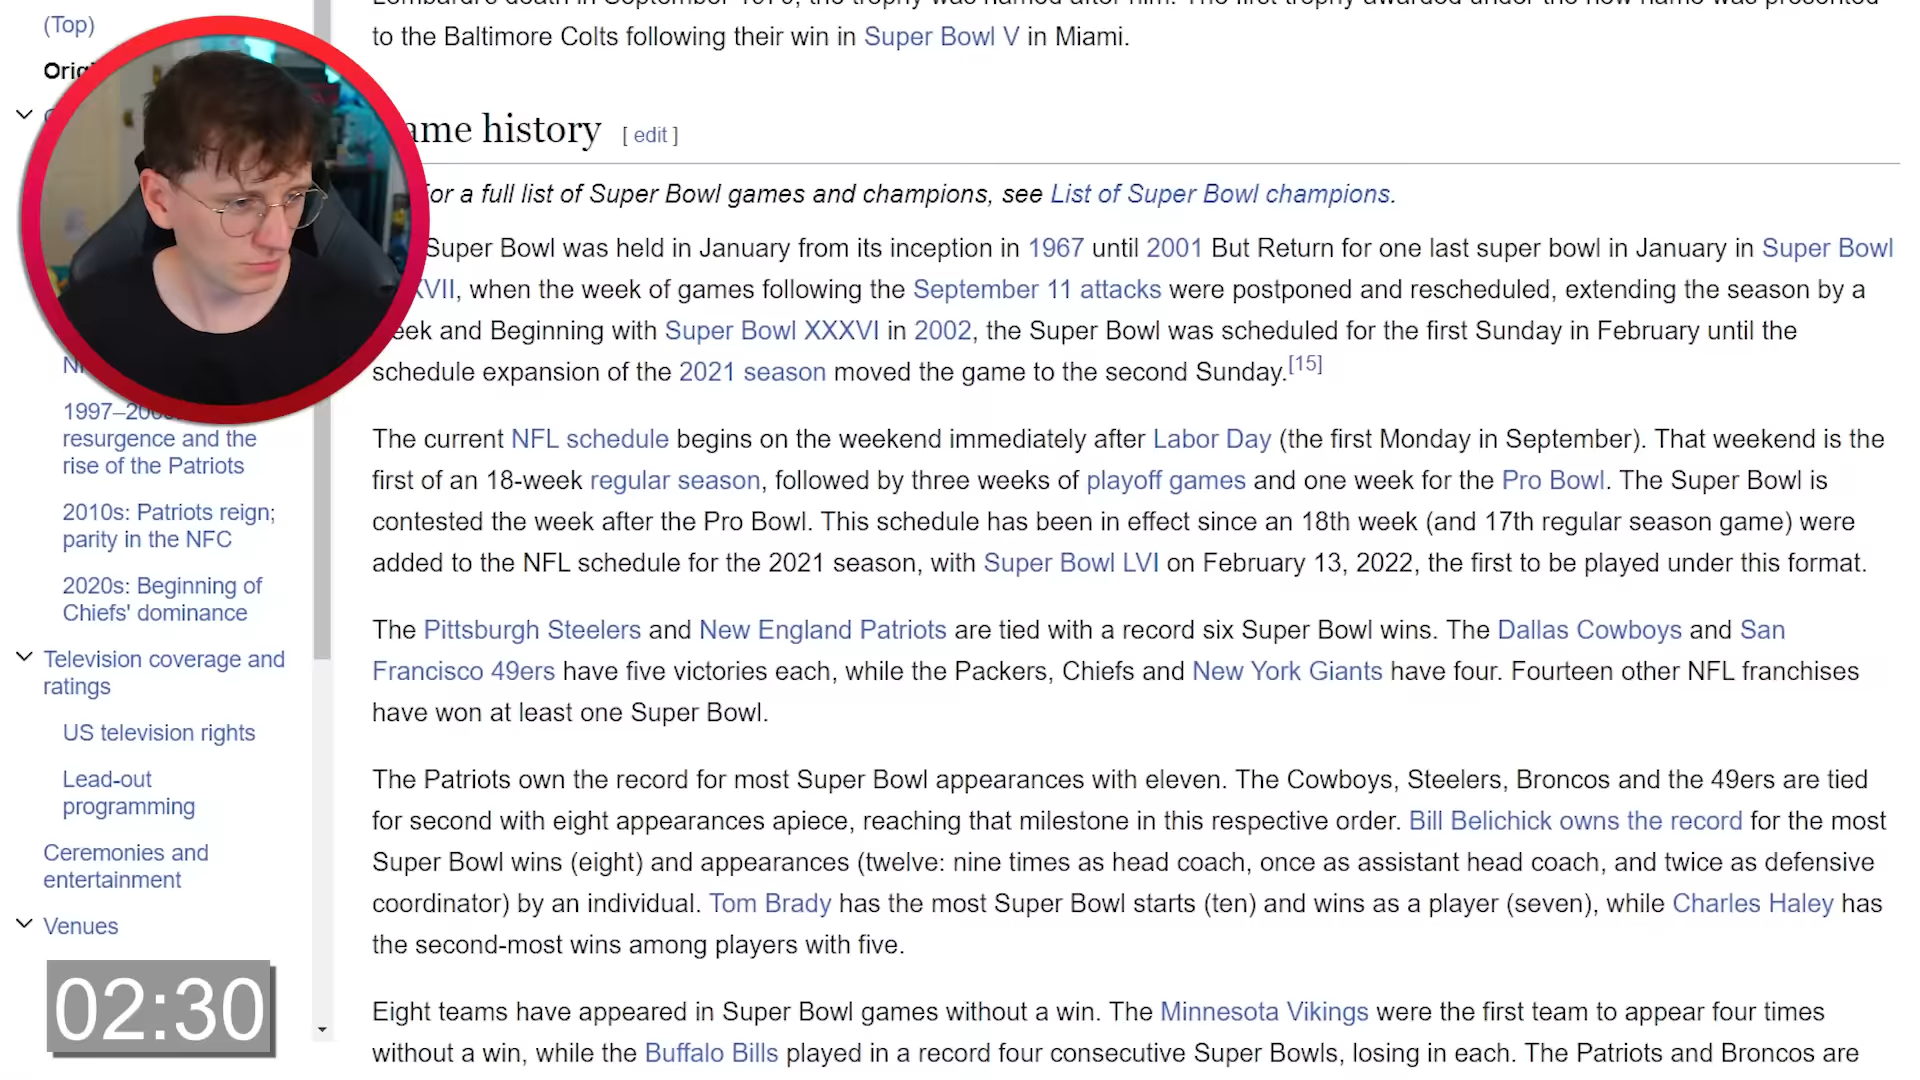 (Top)
to the Baltimore Colts following their win in Super Bowl V in Miami.
history [ edit ]
For a full list of Super Bowl games and champions, see List of Super Bowl champions.
Super Bowl was held in January from its inception in 1967 until 2001 But Return for one last super bowl in January in Super Bowl
when the week of games following the September 11 attacks were postponed and rescheduled, extending the season by a
and Beginning with Super Bowl XXXVI in 2002, the Super Bowl was scheduled for the first Sunday in February until the
schedule expansion of the 2021 season moved the game to the second Sunday.[15]
The current NFL schedule begins on the weekend immediately after Labor Day (the first Monday in September). That weekend is the
first of an 18-week regular season, followed by three weeks of playoff games and one week for the Pro Bowl. The Super Bowl is
contested the week after the Pro Bowl. This schedule has been in effect since an 18th week (and 17th regular season game) were
added to the NFL schedule for the 2021 season, with Super Bowl LVI on February 13, 2022, the first to be played under this format.
The Pittsburgh Steelers and New England Patriots are tied with a record six Super Bowl wins. The Dallas Cowboys and San
Francisco 49ers have five victories each, while the Packers, Chiefs and New York Giants have four. Fourteen other NFL franchises
have won at least one Super Bowl.
The Patriots own the record for most Super Bowl appearances with eleven. The Cowboys, Steelers, Broncos and the 49ers are tied
for second with eight appearances apiece, reaching that milestone in this respective order. Bill Belichick owns the record for the most
Super Bowl wins (eight) and appearances (twelve: nine times as head coach, once as assistant head coach, and twice as defensive
coordinator) by an individual. Tom Brady has the most Super Bowl starts (ten) and wins as a player (seven), while Charles Haley has
the second-most wins among players with five.
Eight teams have appeared in Super Bowl games without a win. The Minnesota Vikings were the first team to appear four times
without a win, while the Buffalo Bills played in a record four consecutive Super Bowls, losing in each. The Patriots and Broncos are
resurgence and the
rise of the Patriots
2010s: Patriots reign;
parity in the NFC
2020s: Beginning of
Chiefs' dominance
Television coverage and
ratings
US television rights
Lead-out
programming
Ceremonies and
entertainment
Venues
02:30